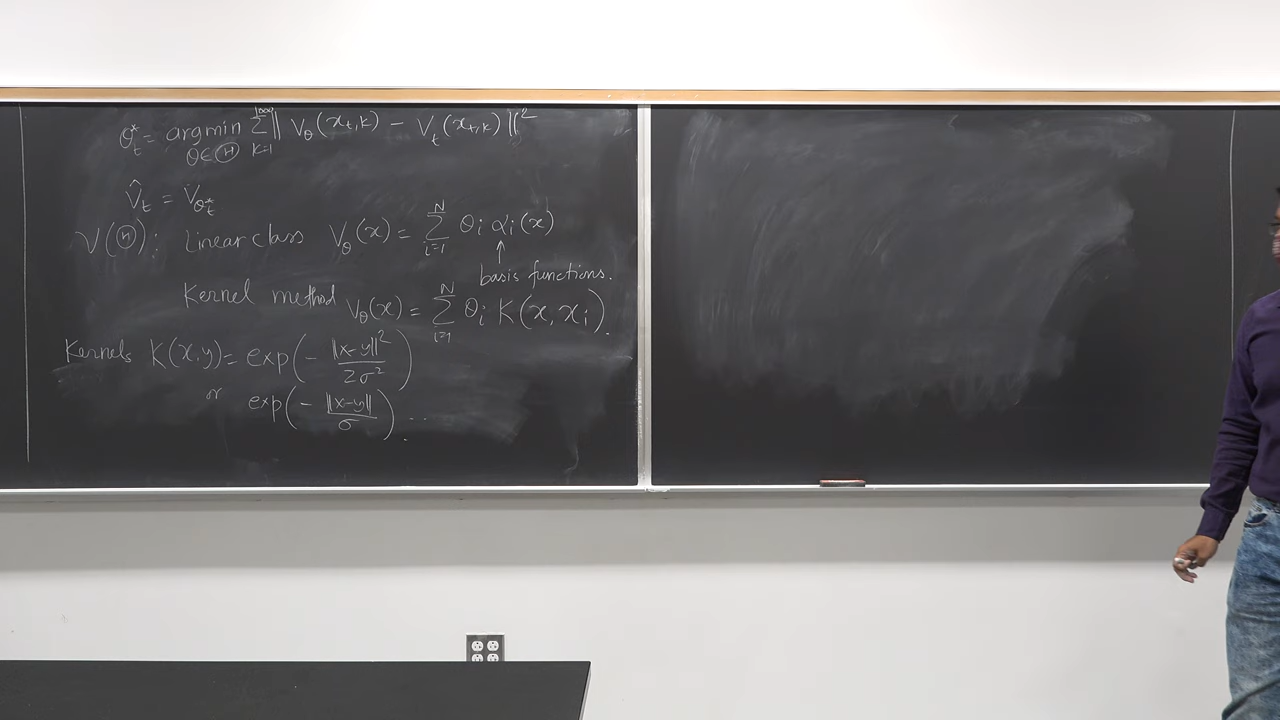 θ*_t = argmin_{θ∈Ⓗ} Σ_{k=1}^{1000} || V_θ(x_{t,k}) - V_t(x_{t,k}) ||²
V̂_t = V_{θ*_t}
V(Ⓗ): Linear class V_θ(x) = Σ_{i=1}^{N} θ_i α_i(x)
↑
basis functions.
Kernel method V_θ(x) = Σ_{i=1}^{N} θ_i K(x, x_i).
Kernels K(x,y) = exp(- ||x-y||² / 2σ²)
or exp(- ||x-y|| / σ) ...